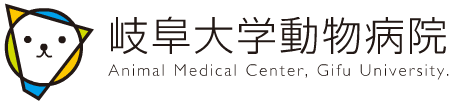 岐阜大学動物病院
Animal Medical Center, Gifu University.